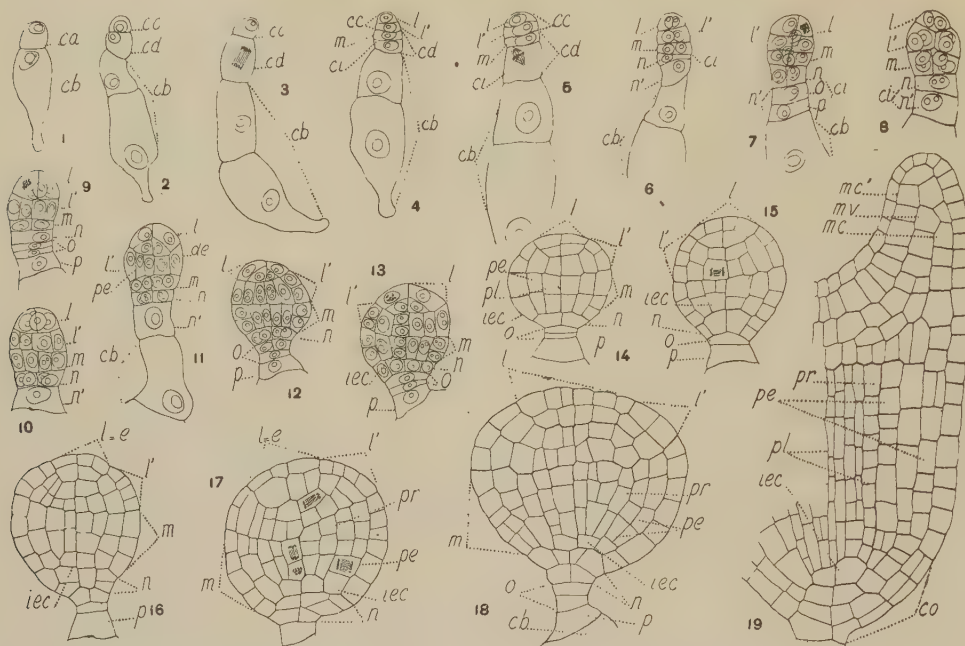 ca
cb
1
cc
cd
cb
2
cc
cd
cb
3
cc
l
l'
m
cd
ci
cb
4
l
cc
l'
m
cd
ci
cb
5
l
l'
m
ci
n
n'
cb
6
l'
l
m
n
n'
o
ci
p
cb
7
l
l'
m
n
ci
n'
8
9
l
l'
m
n
o
p
l
l'
m
n
n'
10
l
de
l'
pe
m
n
n'
cb
11
l
l'
m
n
o
p
12
13
l
l'
m
iec
o
p
l
l'
pe
pl
m
iec
n
o
p
14
l
15
l'
iec
n
o
p
l=e
l'
m
n
iec
p
16
l=e
17
l'
pr
pe
m
iec
n
l
l'
pr
pe
m
iec
o
n
cb
p
18
mc'
mv
mc
pr
pe
pl
iec
co
19